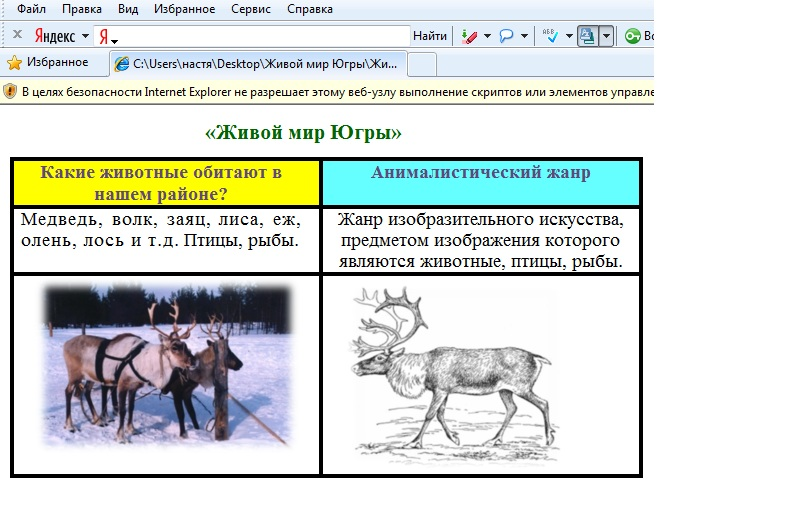 Файл Правка Вид Избранное Сервис Справка
Яндекс Я Найти
Избранное C:\Users\настя\Desktop\Живой мир Югры\Жи...
В целях безопасности Internet Explorer не разрешает этому веб-узлу выполнение скриптов или элементов
«Живой мир Югры»
Какие животные обитают в
нашем районе?
Анималистический жанр
Медведь, волк, заяц, лиса, еж,
олень, лось и т.д. Птицы, рыбы.
Жанр изобразительного искусства,
предметом изображения которого
являются животные, птицы, рыбы.